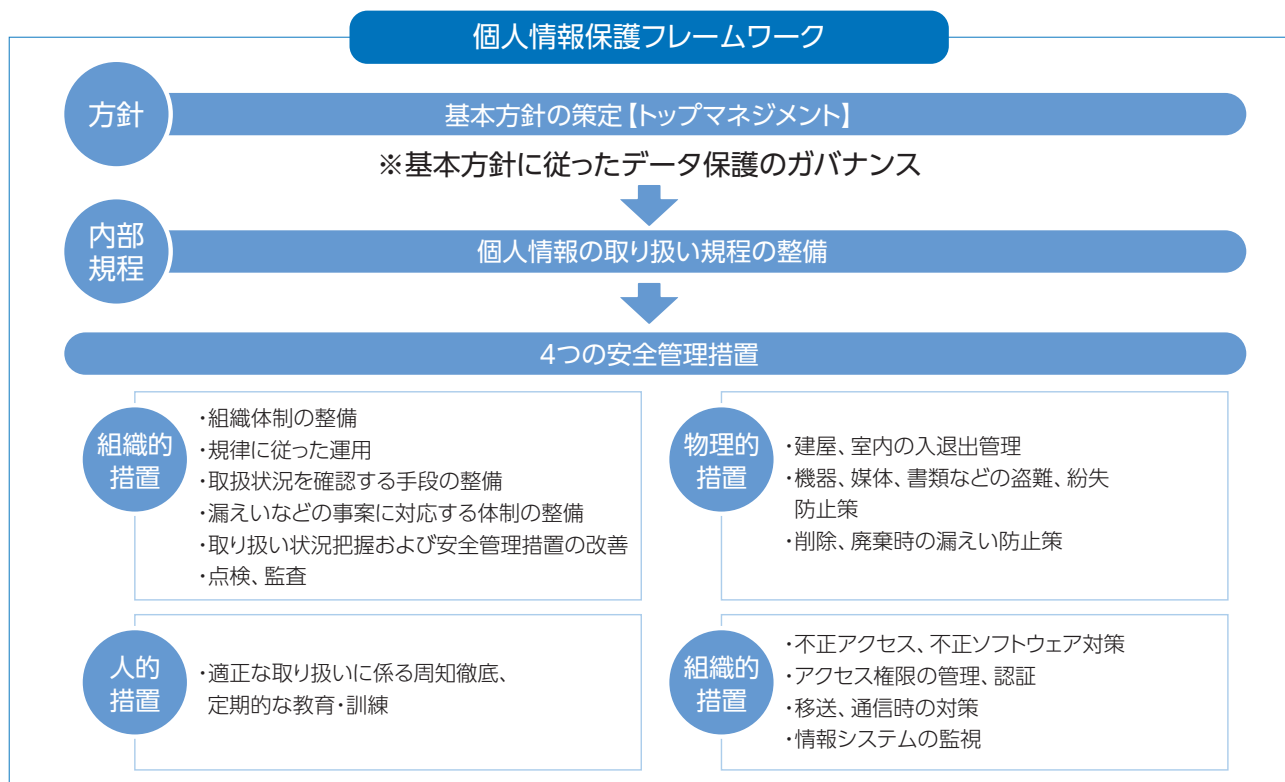 個人情報保護フレームワーク
方針
基本方針の策定【トップマネジメント】
※基本方針に従ったデータ保護のガバナンス
内部
規程
個人情報の取り扱い規程の整備
4つの安全管理措置
組織的
措置
・組織体制の整備
・規律に従った運用
・取扱状況を確認する手段の整備
・漏えいなどの事案に対応する体制の整備
・取り扱い状況把握および安全管理措置の改善
・点検、監査
物理的
措置
・建屋、室内の入退出管理
・機器、媒体、書類などの盗難、紛失
防止策
・削除、廃棄時の漏えい防止策
人的
措置
・適正な取り扱いに係る周知徹底、
定期的な教育・訓練
組織的
措置
・不正アクセス、不正ソフトウェア対策
・アクセス権限の管理、認証
・移送、通信時の対策
・情報システムの監視